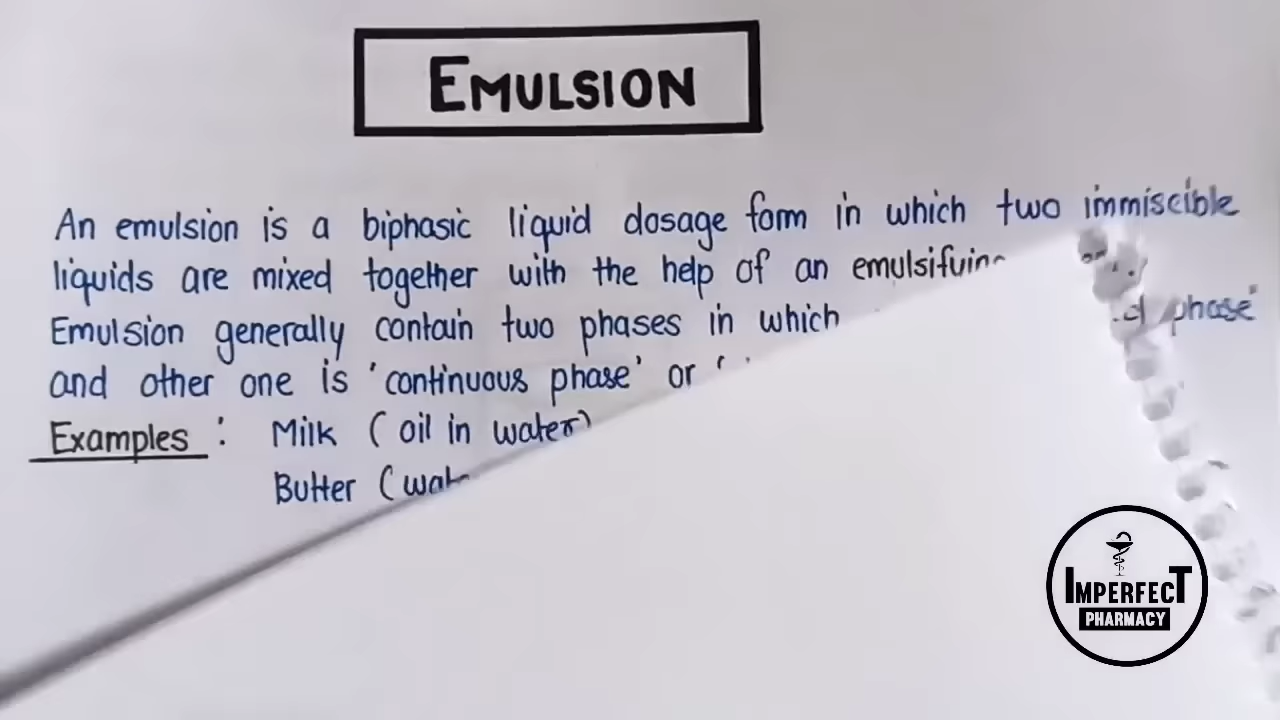 EMULSION
An emulsion is a biphasic liquid dosage form in which two immiscible
liquids are mixed together with the help of an emulsifying
Emulsion generally contain two phases in which phase'
and other one is 'continuous phase' or '
Examples : Milk (oil in water)
Butter (
IMPERFECT
PHARMACY